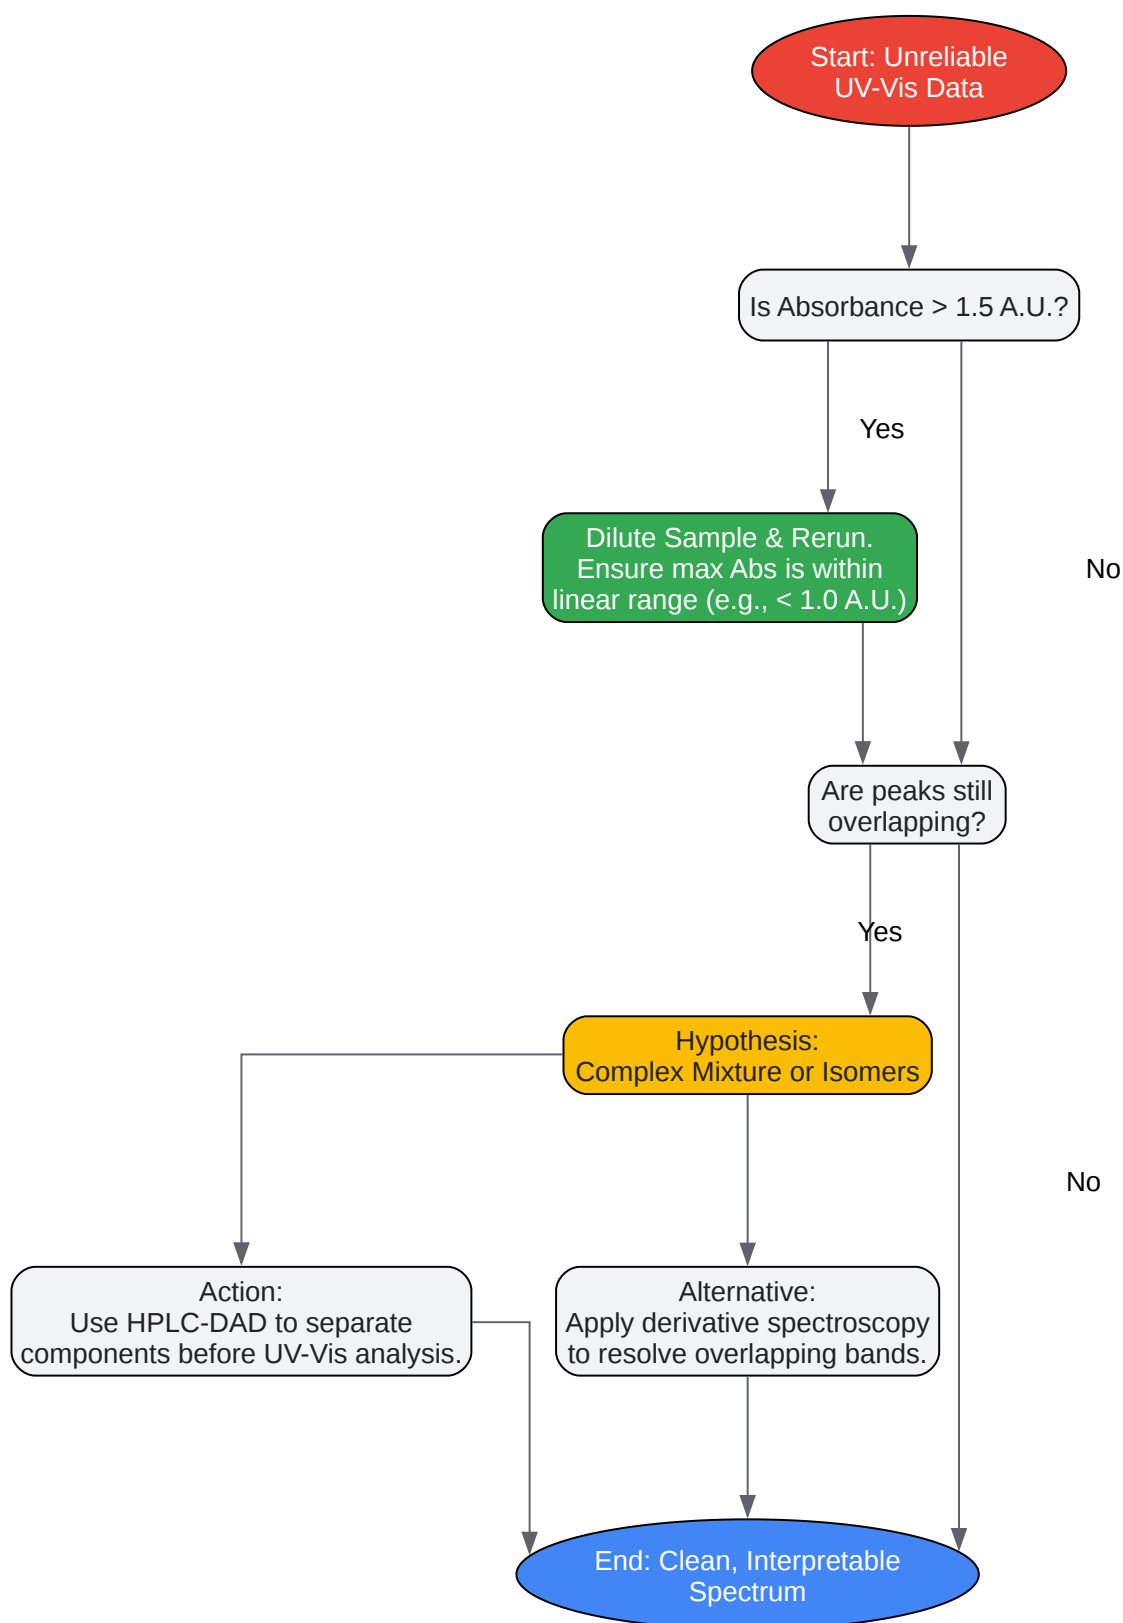 Start: Unreliable
UV-Vis Data
Is Absorbance > 1.5 A.U.?
Yes
Dilute Sample & Rerun.
Ensure max Abs is within
linear range (e.g., < 1.0 A.U.)
No
Are peaks still
overlapping?
Yes
Hypothesis:
Complex Mixture or Isomers
No
Action:
Use HPLC-DAD to separate
components before UV-Vis analysis.
Alternative:
Apply derivative spectroscopy
to resolve overlapping bands.
End: Clean, Interpretable
Spectrum